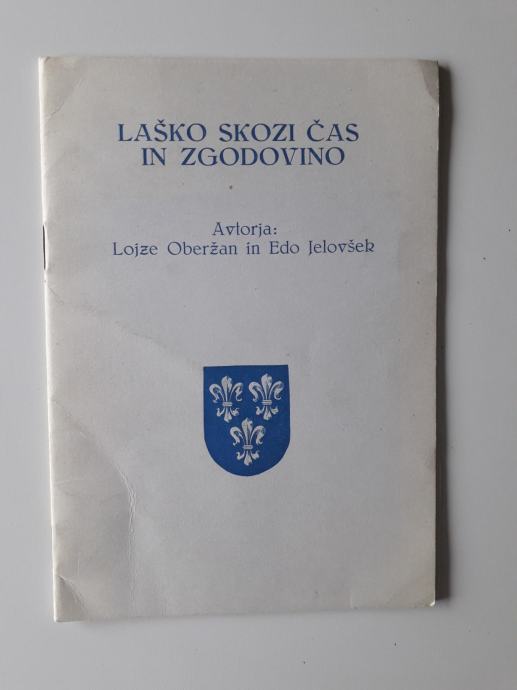 LAŠKO SKOZI ČAS
IN ZGODOVINO
Avtorja:
Lojze Oberžan in Edo Jelovšek